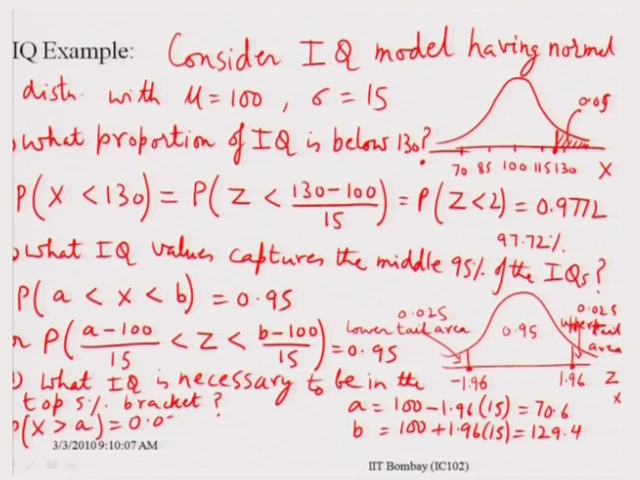 IQ Example: Consider IQ model having normal
distn. with μ = 100, σ = 15
0.05
) what proportion of IQ is below 130?
70 85 100 115 130 X
P(X < 130) = P(Z < (130-100)/15) = P(Z < 2) = 0.9772
97.72%
) what IQ values captures the middle 95% of the IQs?
P(a < x < b) = 0.95
0.025 lower tail area
0.95
0.025 upper tail area
P((a-100)/15 < Z < (b-100)/15) = 0.95
-1.96 1.96 Z
X
) What IQ is necessary to be in the
top 5% bracket?
a = 100 - 1.96(15) = 70.6
(X > a) = 0.0
b = 100 + 1.96(15) = 129.4
3/3/2010 9:10:07 AM
IIT Bombay (IC102)